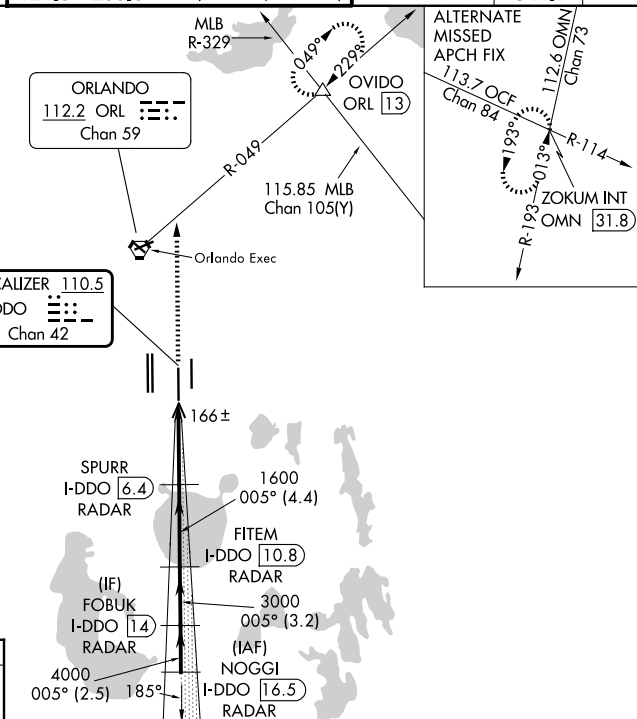 MLB
R-329
049°
229°
OVIDO
ORL 13
ALTERNATE
MISSED
APCH FIX
112.6 OMN
Chan 73
113.7 OCF
Chan 84
193°
013°
R-114
R-193
ZOKUM INT
OMN 31.8
ORLANDO
112.2 ORL
Chan 59
R-049
115.85 MLB
Chan 105(Y)
Orlando Exec
CALIZER 110.5
DDO
Chan 42
166±
SPURR
I-DDO 6.4
RADAR
1600
005° (4.4)
FITEM
I-DDO 10.8
RADAR
(IF)
FOBUK
I-DDO 14
RADAR
3000
005° (3.2)
(IAF)
NOGGI
I-DDO 16.5
RADAR
4000
005° (2.5)
185°